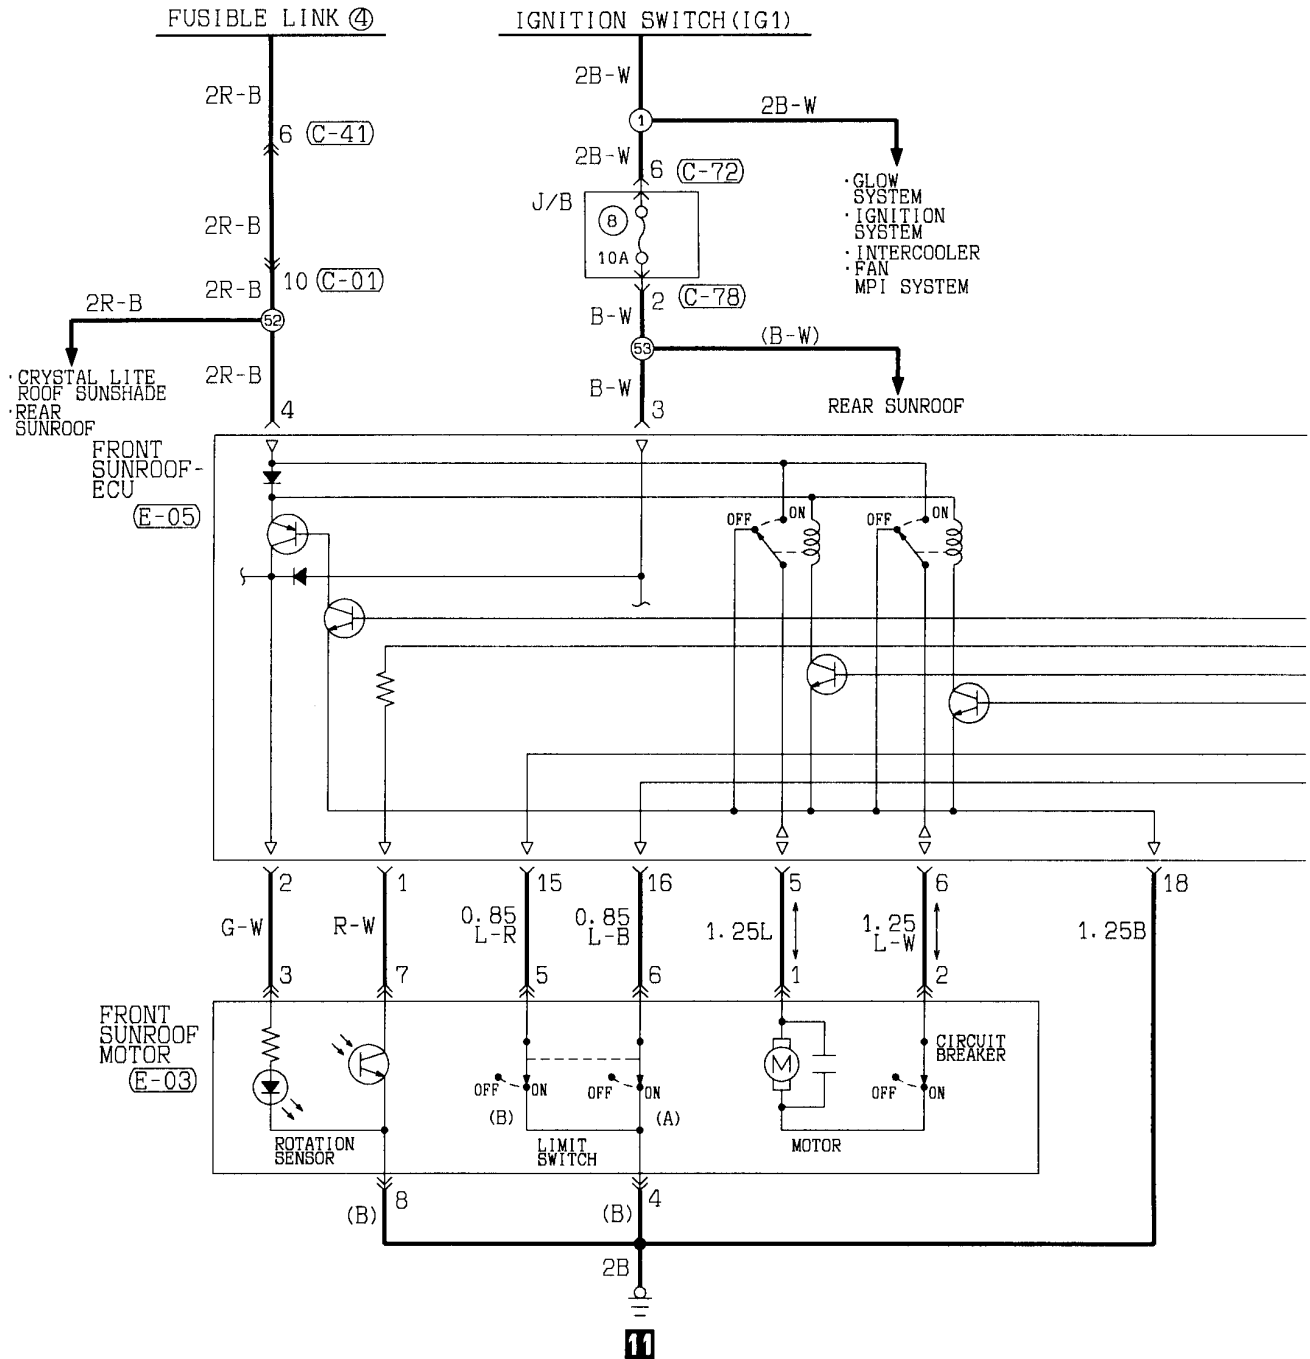 FUSIBLE LINK ④
IGNITION SWITCH(IG1)
2R-B
2B-W
1
2B-W
6 (C-41)
2B-W
6 (C-72)
J/B
8
10A
·GLOW
SYSTEM
·IGNITION
SYSTEM
·INTERCOOLER
·FAN
MPI SYSTEM
2R-B
10 (C-01)
2R-B
2R-B
52
2 (C-78)
B-W
53
(B-W)
2R-B
B-W
·CRYSTAL LITE
ROOF SUNSHADE
·REAR
SUNROOF
4
3
REAR SUNROOF
FRONT
SUNROOF-
ECU
(E-05)
OFF
ON
OFF
ON
2
1
15
16
5
6
18
G-W
R-W
0.85
L-R
0.85
L-B
1.25L
1.25
L-W
1.25B
3
7
5
6
1
2
FRONT
SUNROOF
MOTOR
(E-03)
CIRCUIT
BREAKER
M
OFF
ON
OFF
ON
OFF
ON
(B)
(A)
ROTATION
SENSOR
LIMIT
SWITCH
MOTOR
8
4
(B)
(B)
2B
11